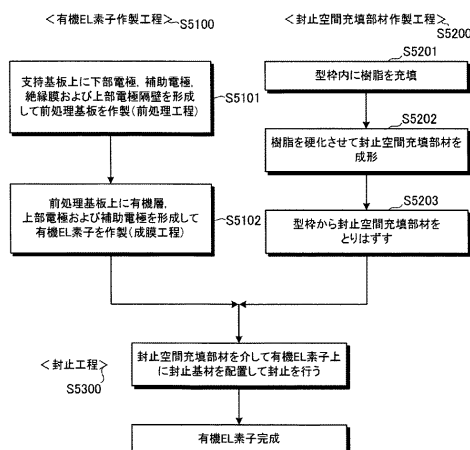 <有機EL素子作製工程>
S5100
支持基板上に下部電極,補助電極,
絶縁膜および上部電極隔壁を形成
して前処理基板を作製(前処理工程)
S5101
前処理基板上に有機層,
上部電極および補助電極を形成して
有機EL素子を作製(成膜工程)
S5102
<封止空間充填部材作製工程>
S5200
S5201
型枠内に樹脂を充填
S5202
樹脂を硬化させて封止空間充填部材を
成形
S5203
型枠から封止空間充填部材を
とりはずす
<封止工程>
S5300
封止空間充填部材を介して有機EL素子上
に封止基材を配置して封止を行う
有機EL素子完成